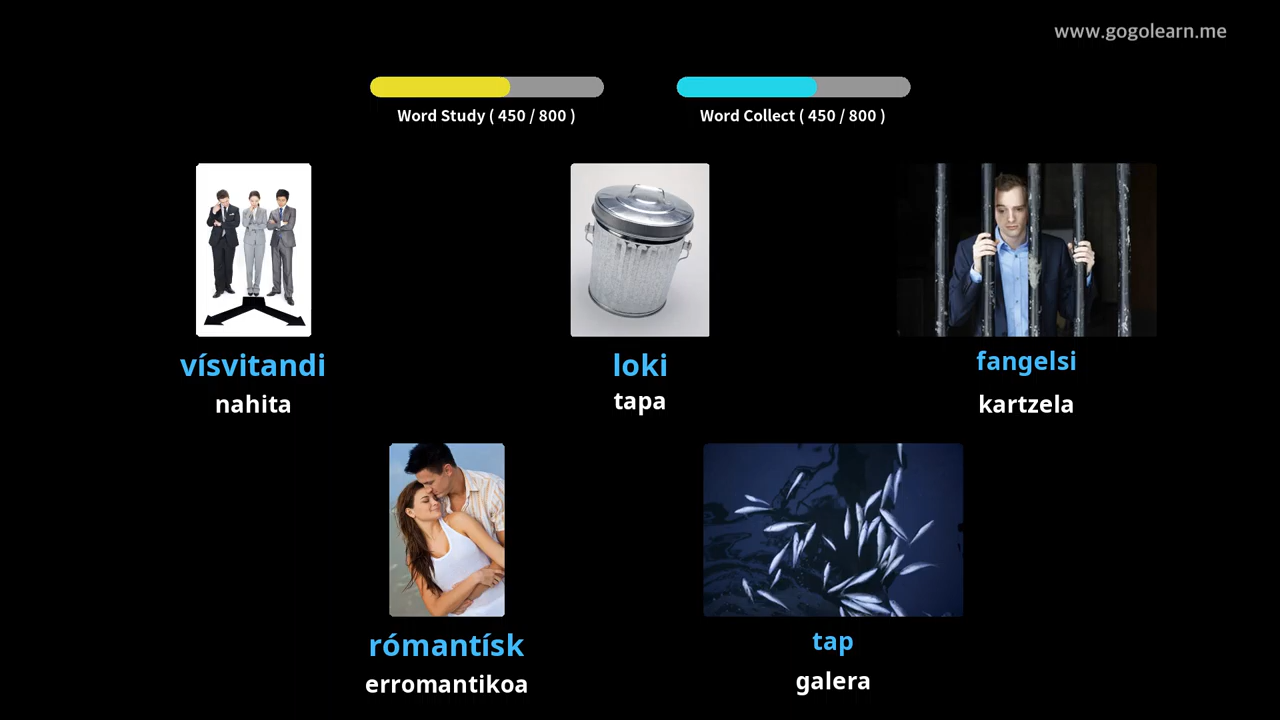 www.gogolearn.me
Word Study ( 450 / 800 )
Word Collect ( 450 / 800 )
vísvitandi
nahita
loki
tapa
fangelsi
kartzela
rómantísk
erromantikoa
tap
galera